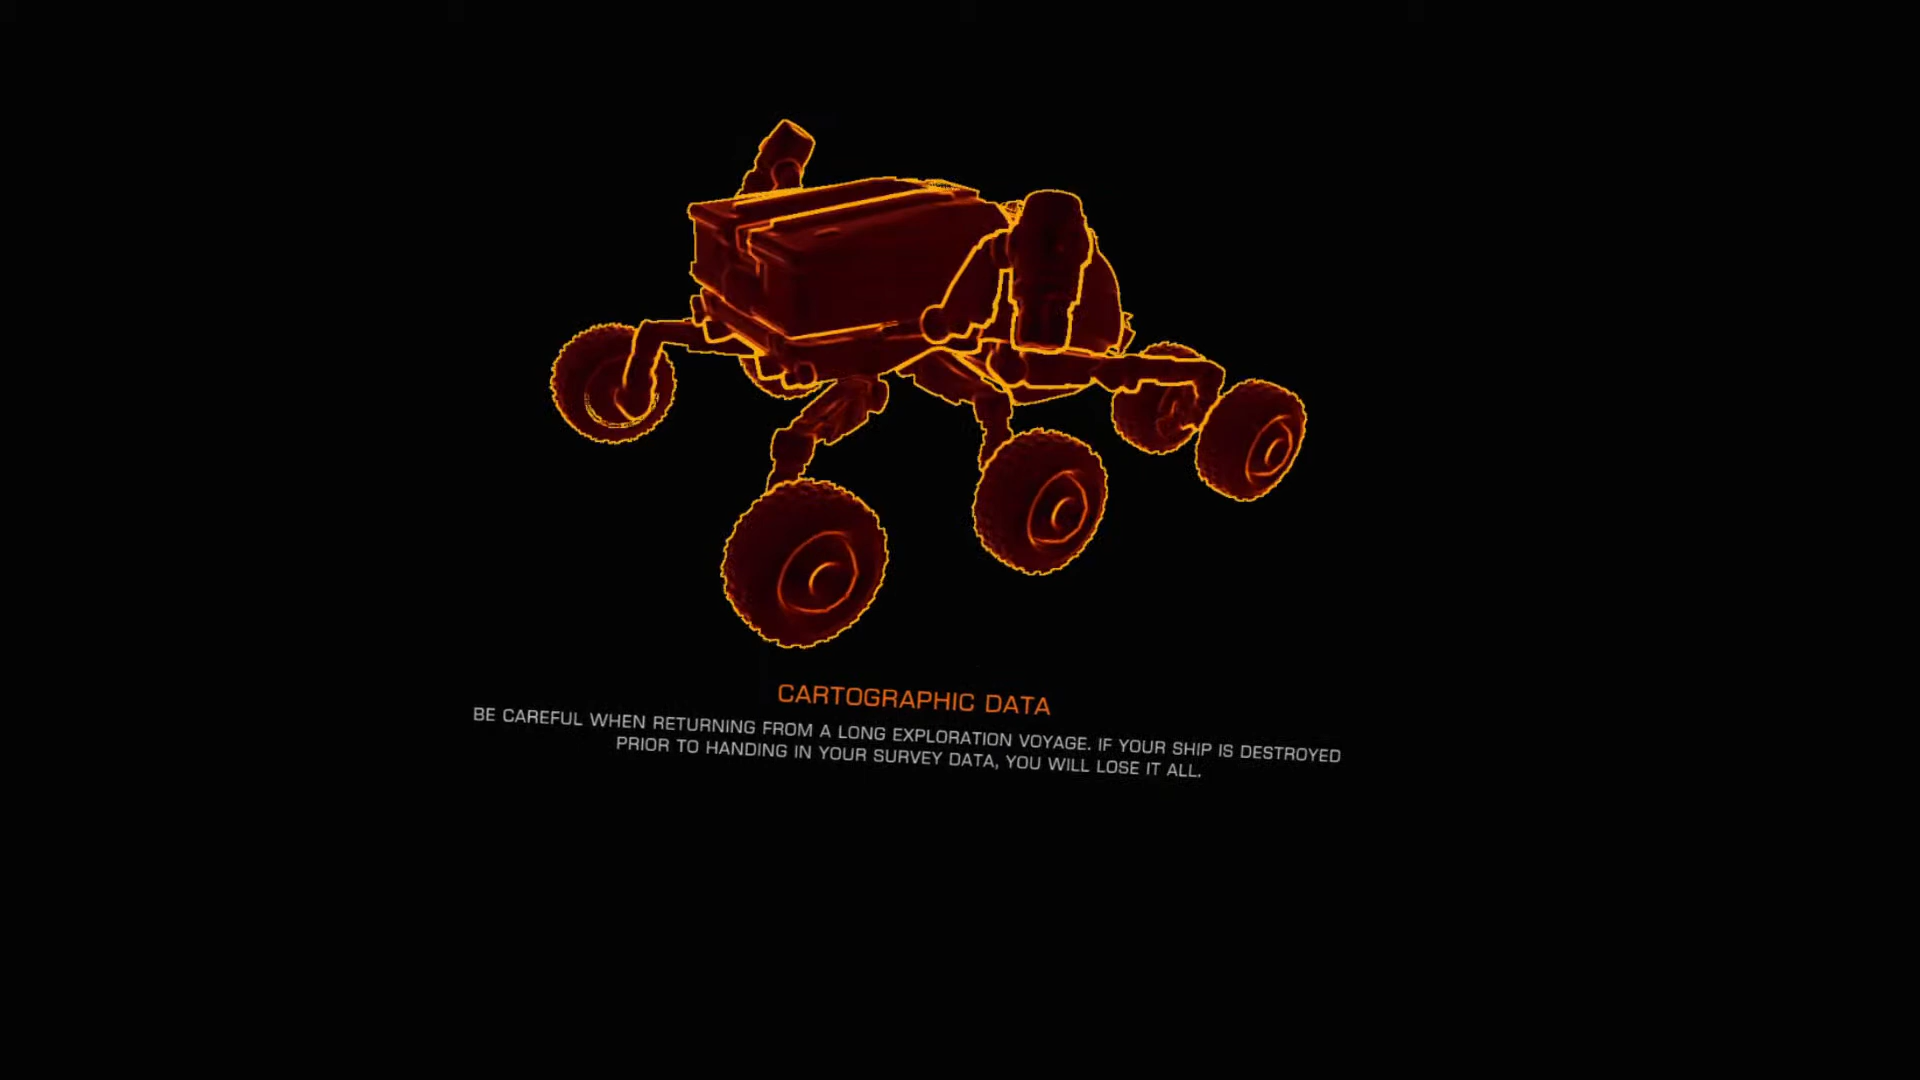 CARTOGRAPHIC DATA
BE CAREFUL WHEN RETURNING FROM A LONG EXPLORATION VOYAGE. IF YOUR SHIP IS DESTROYED
PRIOR TO HANDING IN YOUR SURVEY DATA, YOU WILL LOSE IT ALL.